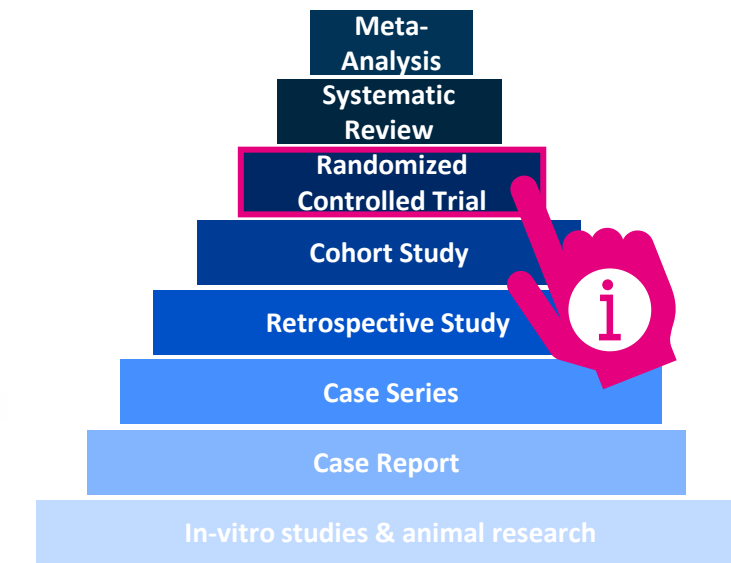 Meta-
Analysis
Systematic
Review
Randomized
Controlled Trial
Cohort Study
Retrospective Study
i
Case Series
Case Report
In-vitro studies & animal research